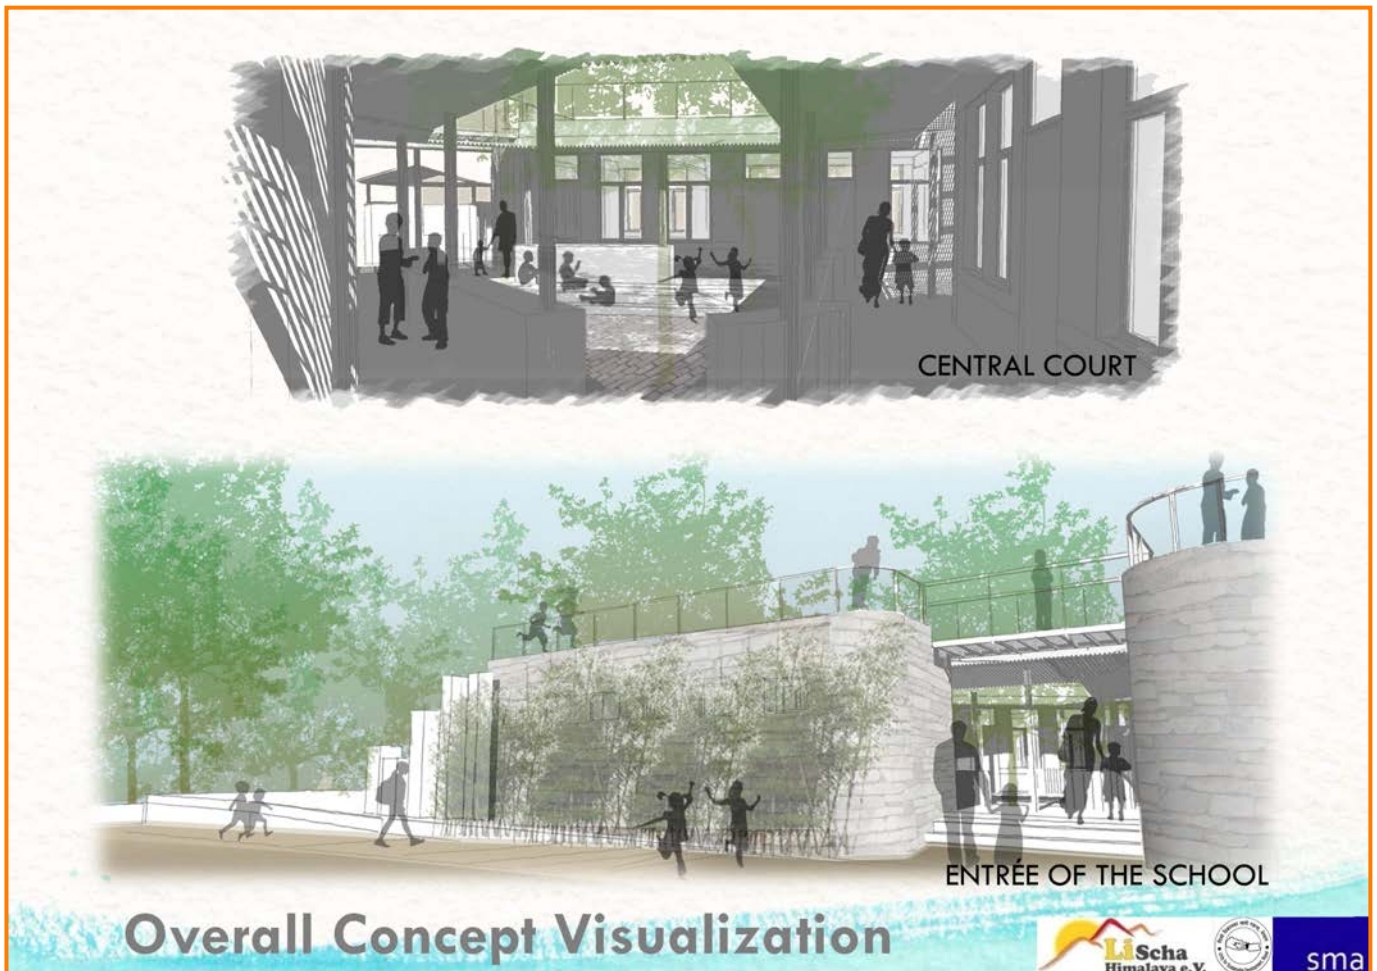 CENTRAL COURT
ENTRÉE OF THE SCHOOL
Overall Concept Visualization
LiScha
Himalaya e.V.
sma